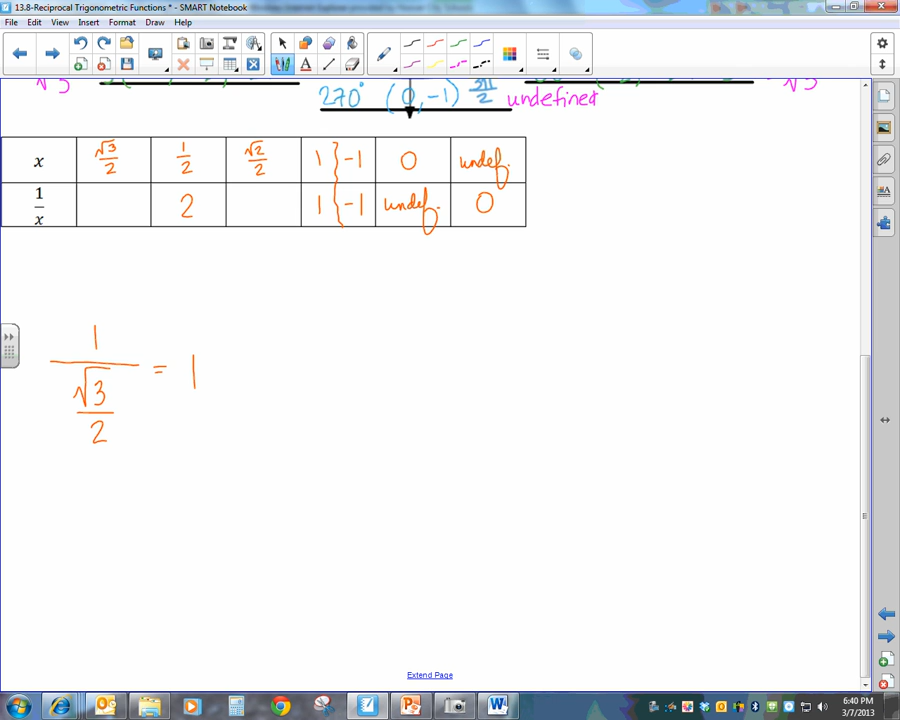 13.8-Reciprocal Trigonometric Functions * - SMART Notebook
File Edit View Insert Format Draw Help
√3
270° (0,-1) 3π/2 undefined
√3
x √3/2 1/2 √2/2 1 } -1 0 undef.
1/x 2 1 } -1 undef. 0
1/(√3/2) = 1
Extend Page
6:40 PM
3/7/2013